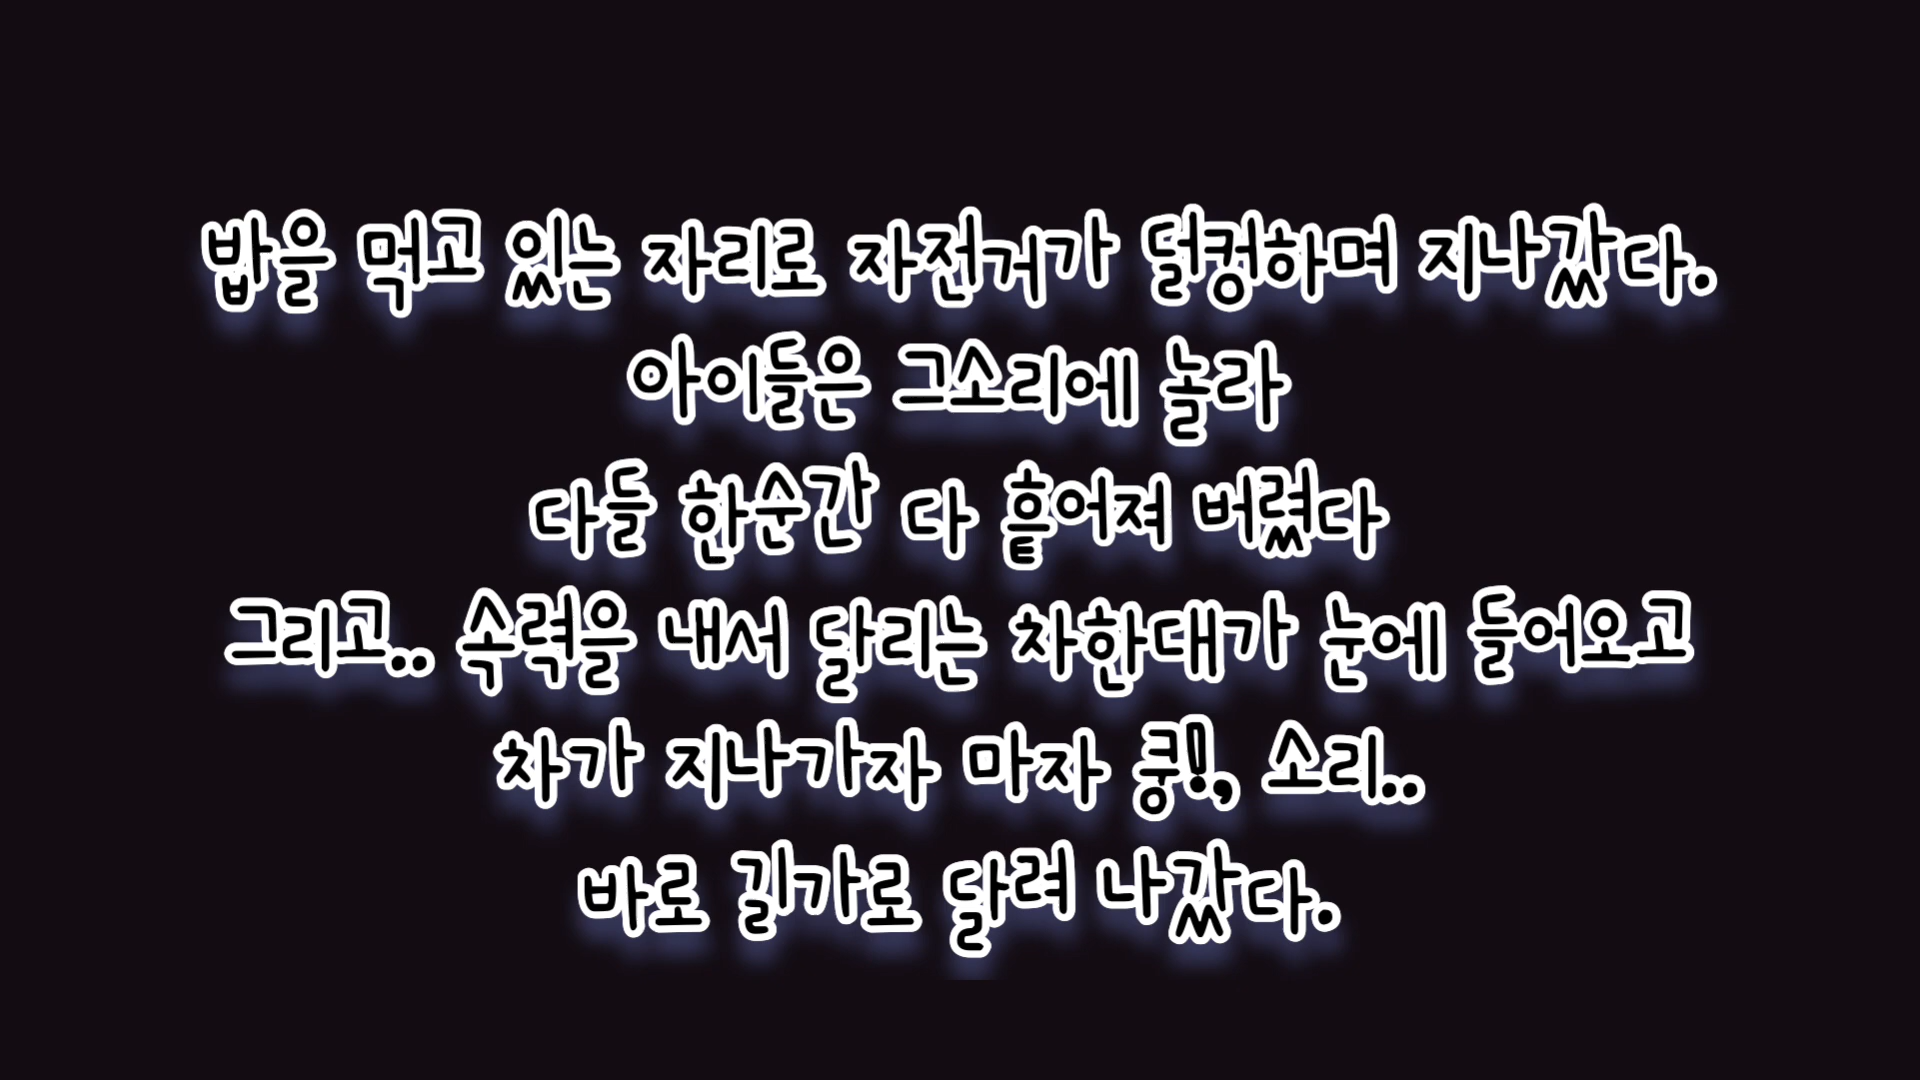 밥을 먹고 있는 자리로 자전거가 덜컹하며 지나갔다.
아이들은 그소리에 놀라
다들 한순간 다 흩어져 버렸다
그리고.. 속력을 내서 달리는 차한대가 눈에 들어오고
차가 지나가자 마자 쿵!, 소리..
바로 길가로 달려 나갔다.